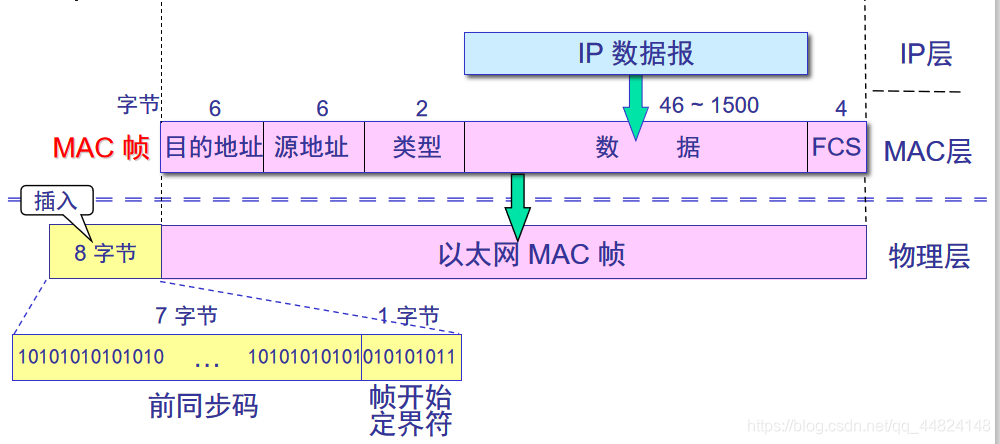 IP 数据报
IP层
字节
6
6
2
46 ~ 1500
4
MAC 帧
目的地址
源地址
类型
数 据
FCS
MAC层
插入
8 字节
以太网 MAC 帧
物理层
7 字节
1 字节
10101010101010
...
10101010101
010101011
前同步码
帧开始
定界符
https://blog.csdn.net/qq_44824148